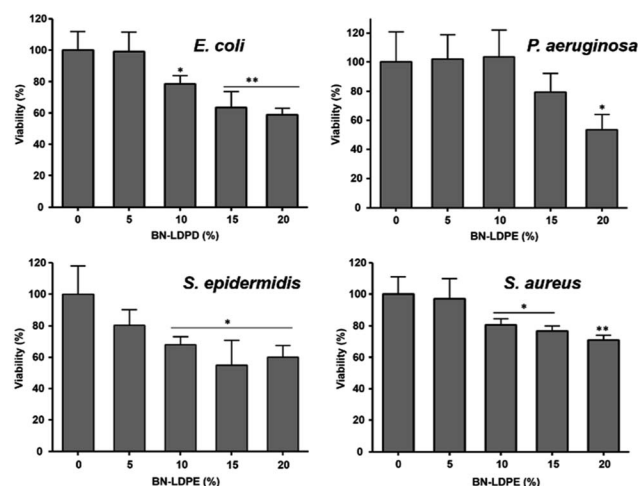 E. coli
Viability (%)
120
100
80
60
40
20
0
*
**
0 5 10 15 20
BN-LDPD (%)
P. aeruginosa
Viability (%)
120
100
80
60
40
20
0
*
0 5 10 15 20
BN-LDPE (%)
S. epidermidis
Viability (%)
120
100
80
60
40
20
0
*
0 5 10 15 20
BN-LDPE (%)
S. aureus
Viability (%)
120
100
80
60
40
20
0
*
**
0 5 10 15 20
BN-LDPE (%)